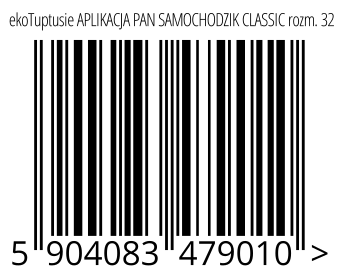 ekoTuptusie APLIKACJA PAN SAMOCHODZIK CLASSIC rozm. 32
5 904083 479010 >